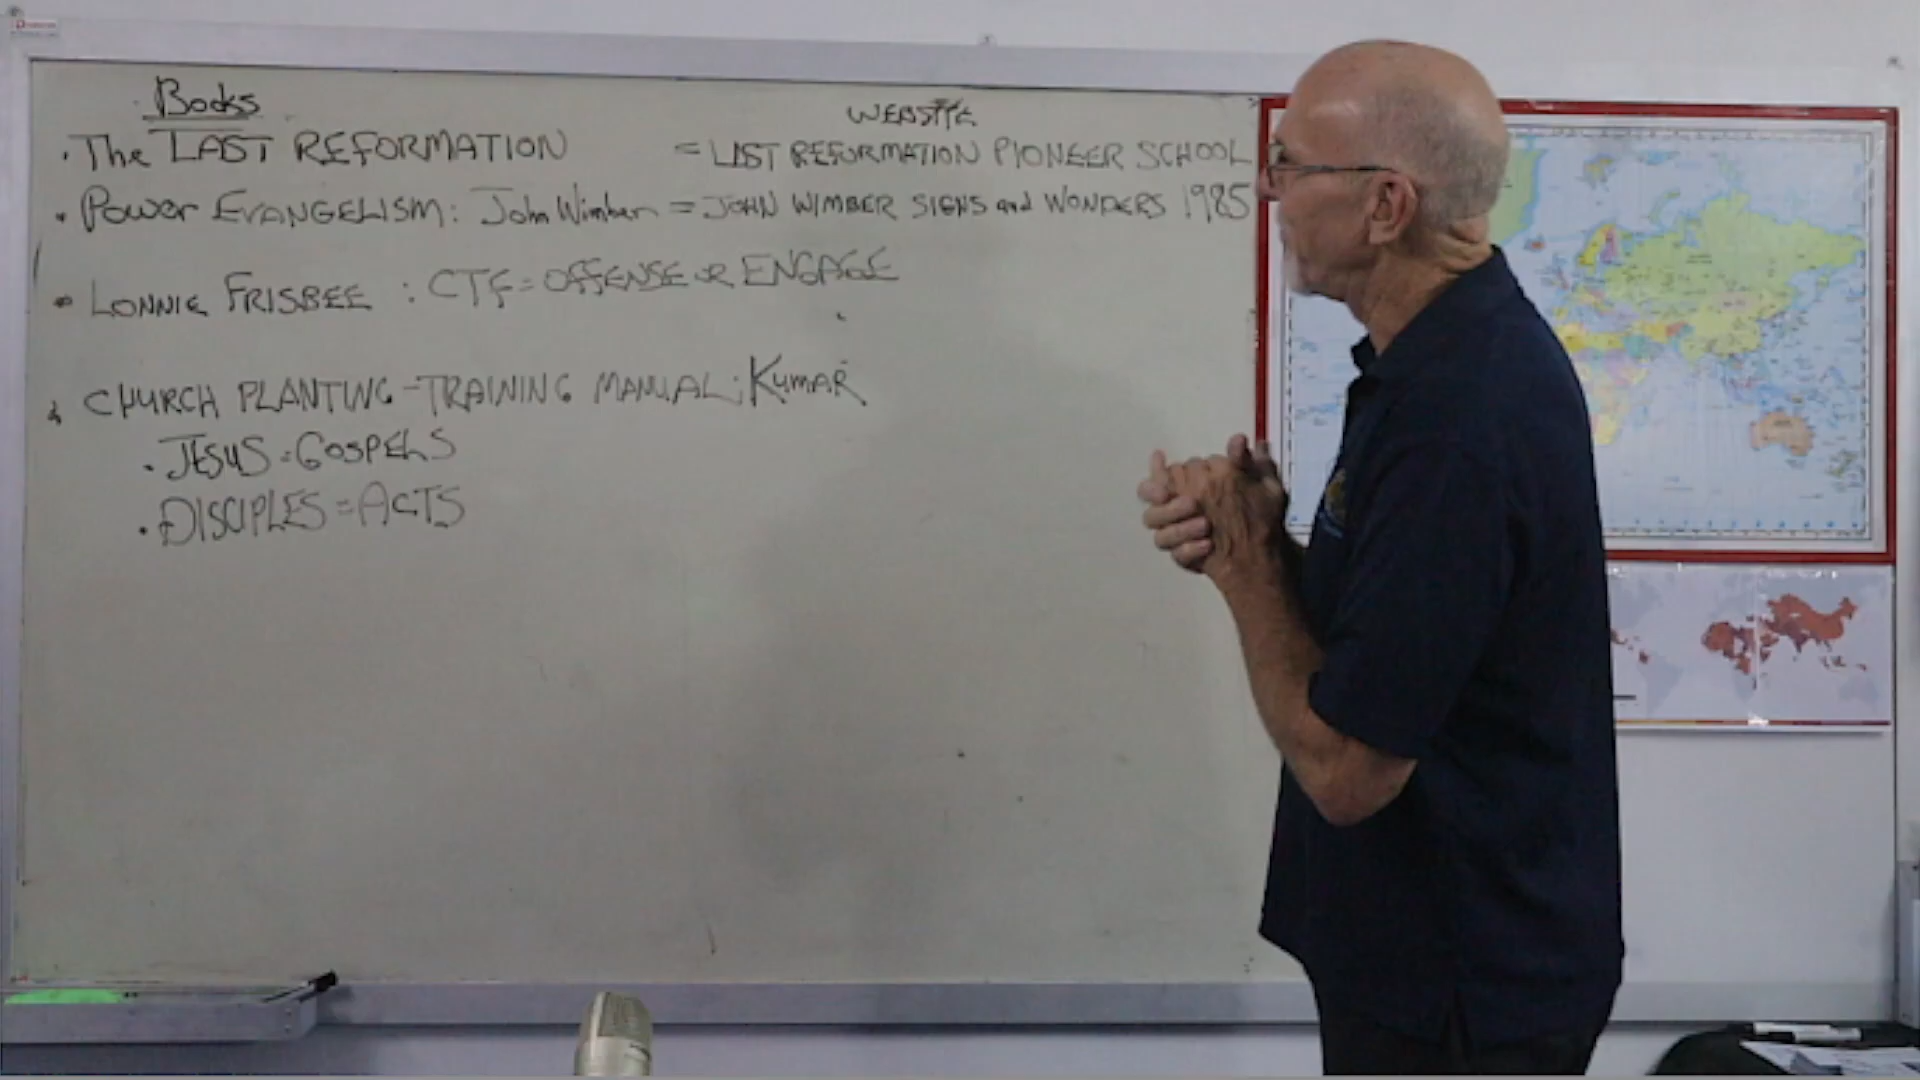 Books
WEBSITE
· The LAST REFORMATION = LAST REFORMATION PIONEER SCHOOL
· Power EVANGELISM: John Wimber = JOHN WIMBER SIGNS and WONDERS 1985
· LONNIE FRISBEE : CTF = OFFENSE or ENGAGE
· CHURCH PLANTING - TRAINING MANUAL: Kumar
· JESUS = GOSPELS
· DISCIPLES = ACTS